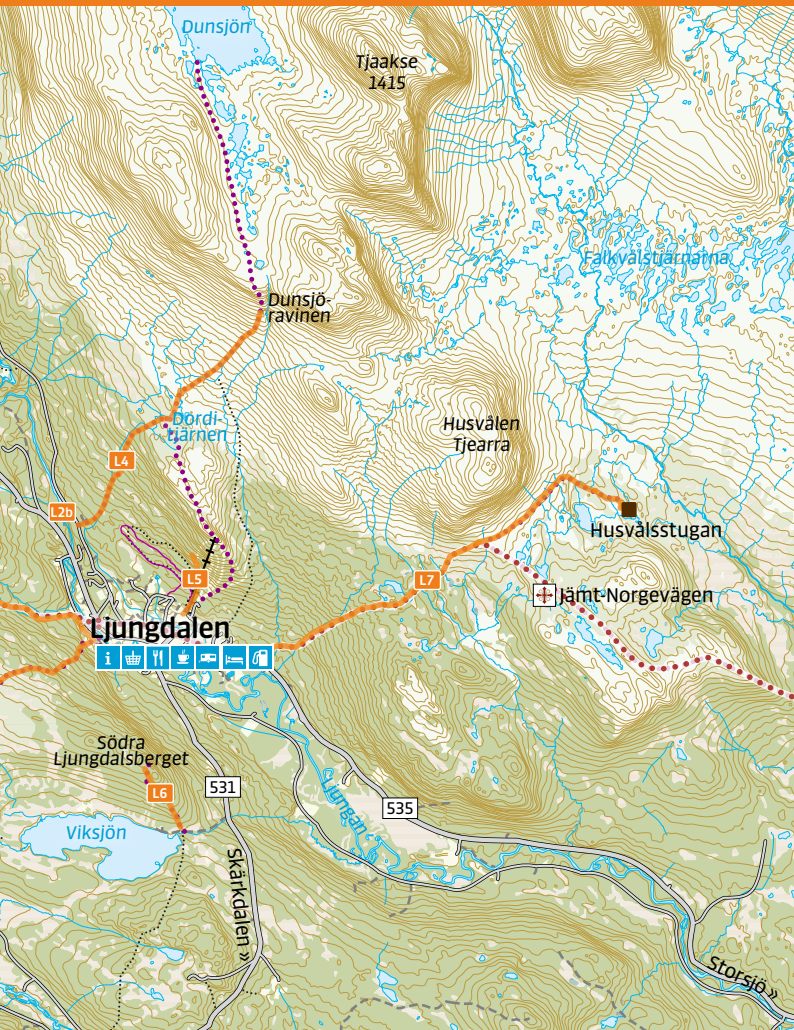 Dunsjön
Tjaakse
1415
Falkvålstjärnarna
Dunsjö-
ravinen
Dördi-
tjärnen
Husvålen
Tjearra
L4
L2b
Husvålsstugan
L5
L7
Jämt-Norgevägen
Ljungdalen
i
Södra
Ljungdalsberget
L6
531
535
Ljungan
Viksjön
Skärkdalen »
Storsjö »